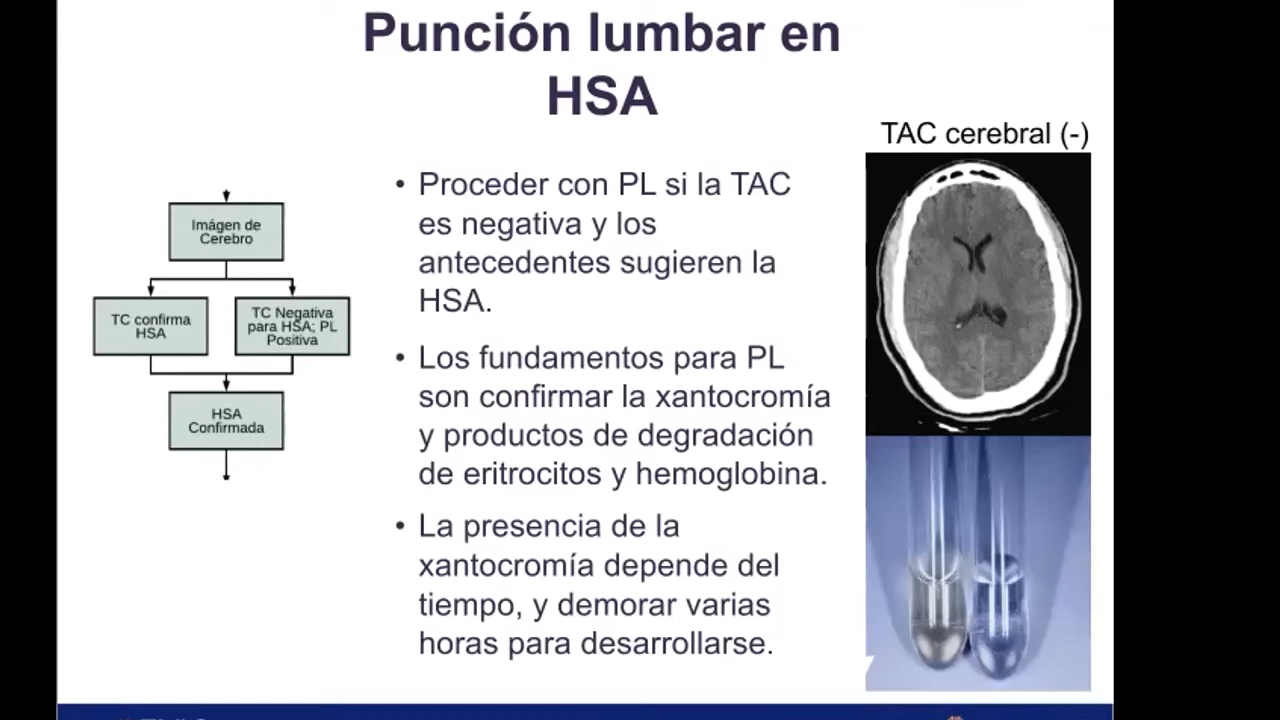 Punción lumbar en
HSA
TAC cerebral (-)
Imágen de
Cerebro
TC confirma
HSA
TC Negativa
para HSA; PL
Positiva
HSA
Confirmada
• Proceder con PL si la TAC
es negativa y los
antecedentes sugieren la
HSA.
• Los fundamentos para PL
son confirmar la xantocromía
y productos de degradación
de eritrocitos y hemoglobina.
• La presencia de la
xantocromía depende del
tiempo, y demorar varias
horas para desarrollarse.